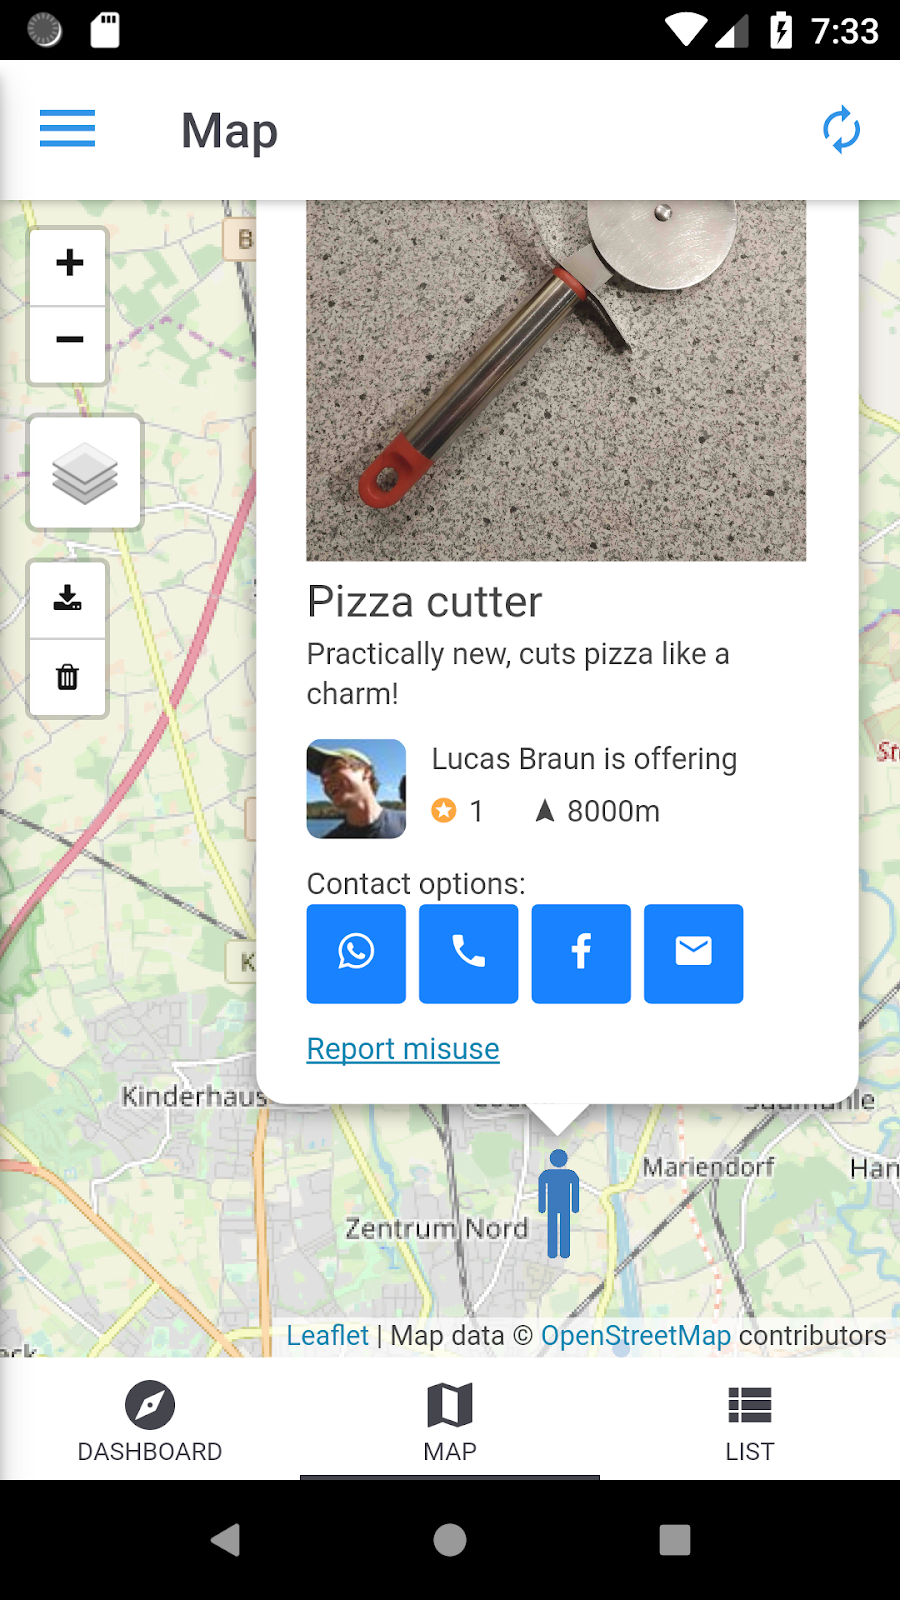 7:33
Map
B
+
−
Pizza cutter
Practically new, cuts pizza like a
charm!
Lucas Braun is offering
1 8000m
Contact options:
K
Report misuse
Kinderhaus
Mariendorf
Han
Zentrum Nord
Leaflet | Map data © OpenStreetMap contributors
DASHBOARD
MAP
LIST